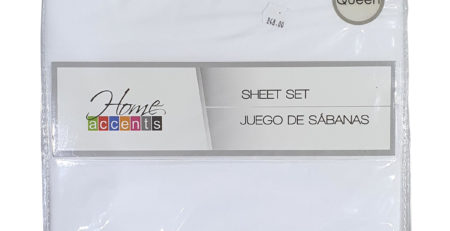 Queen
Home
accents
SHEET SET
JUEGO DE SÁBANAS